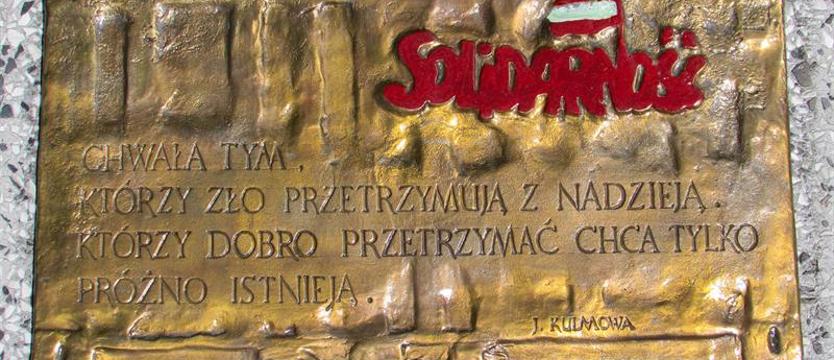 SOLIDARNOŚĆ
CHWAŁA TYM,
KTÓRZY ZŁO PRZETRZYMUJĄ Z NADZIEJĄ.
KTÓRZY DOBRO PRZETRZYMAĆ CHCĄ TYLKO
PRÓŻNO ISTNIEJĄ.
J. KULMOWA